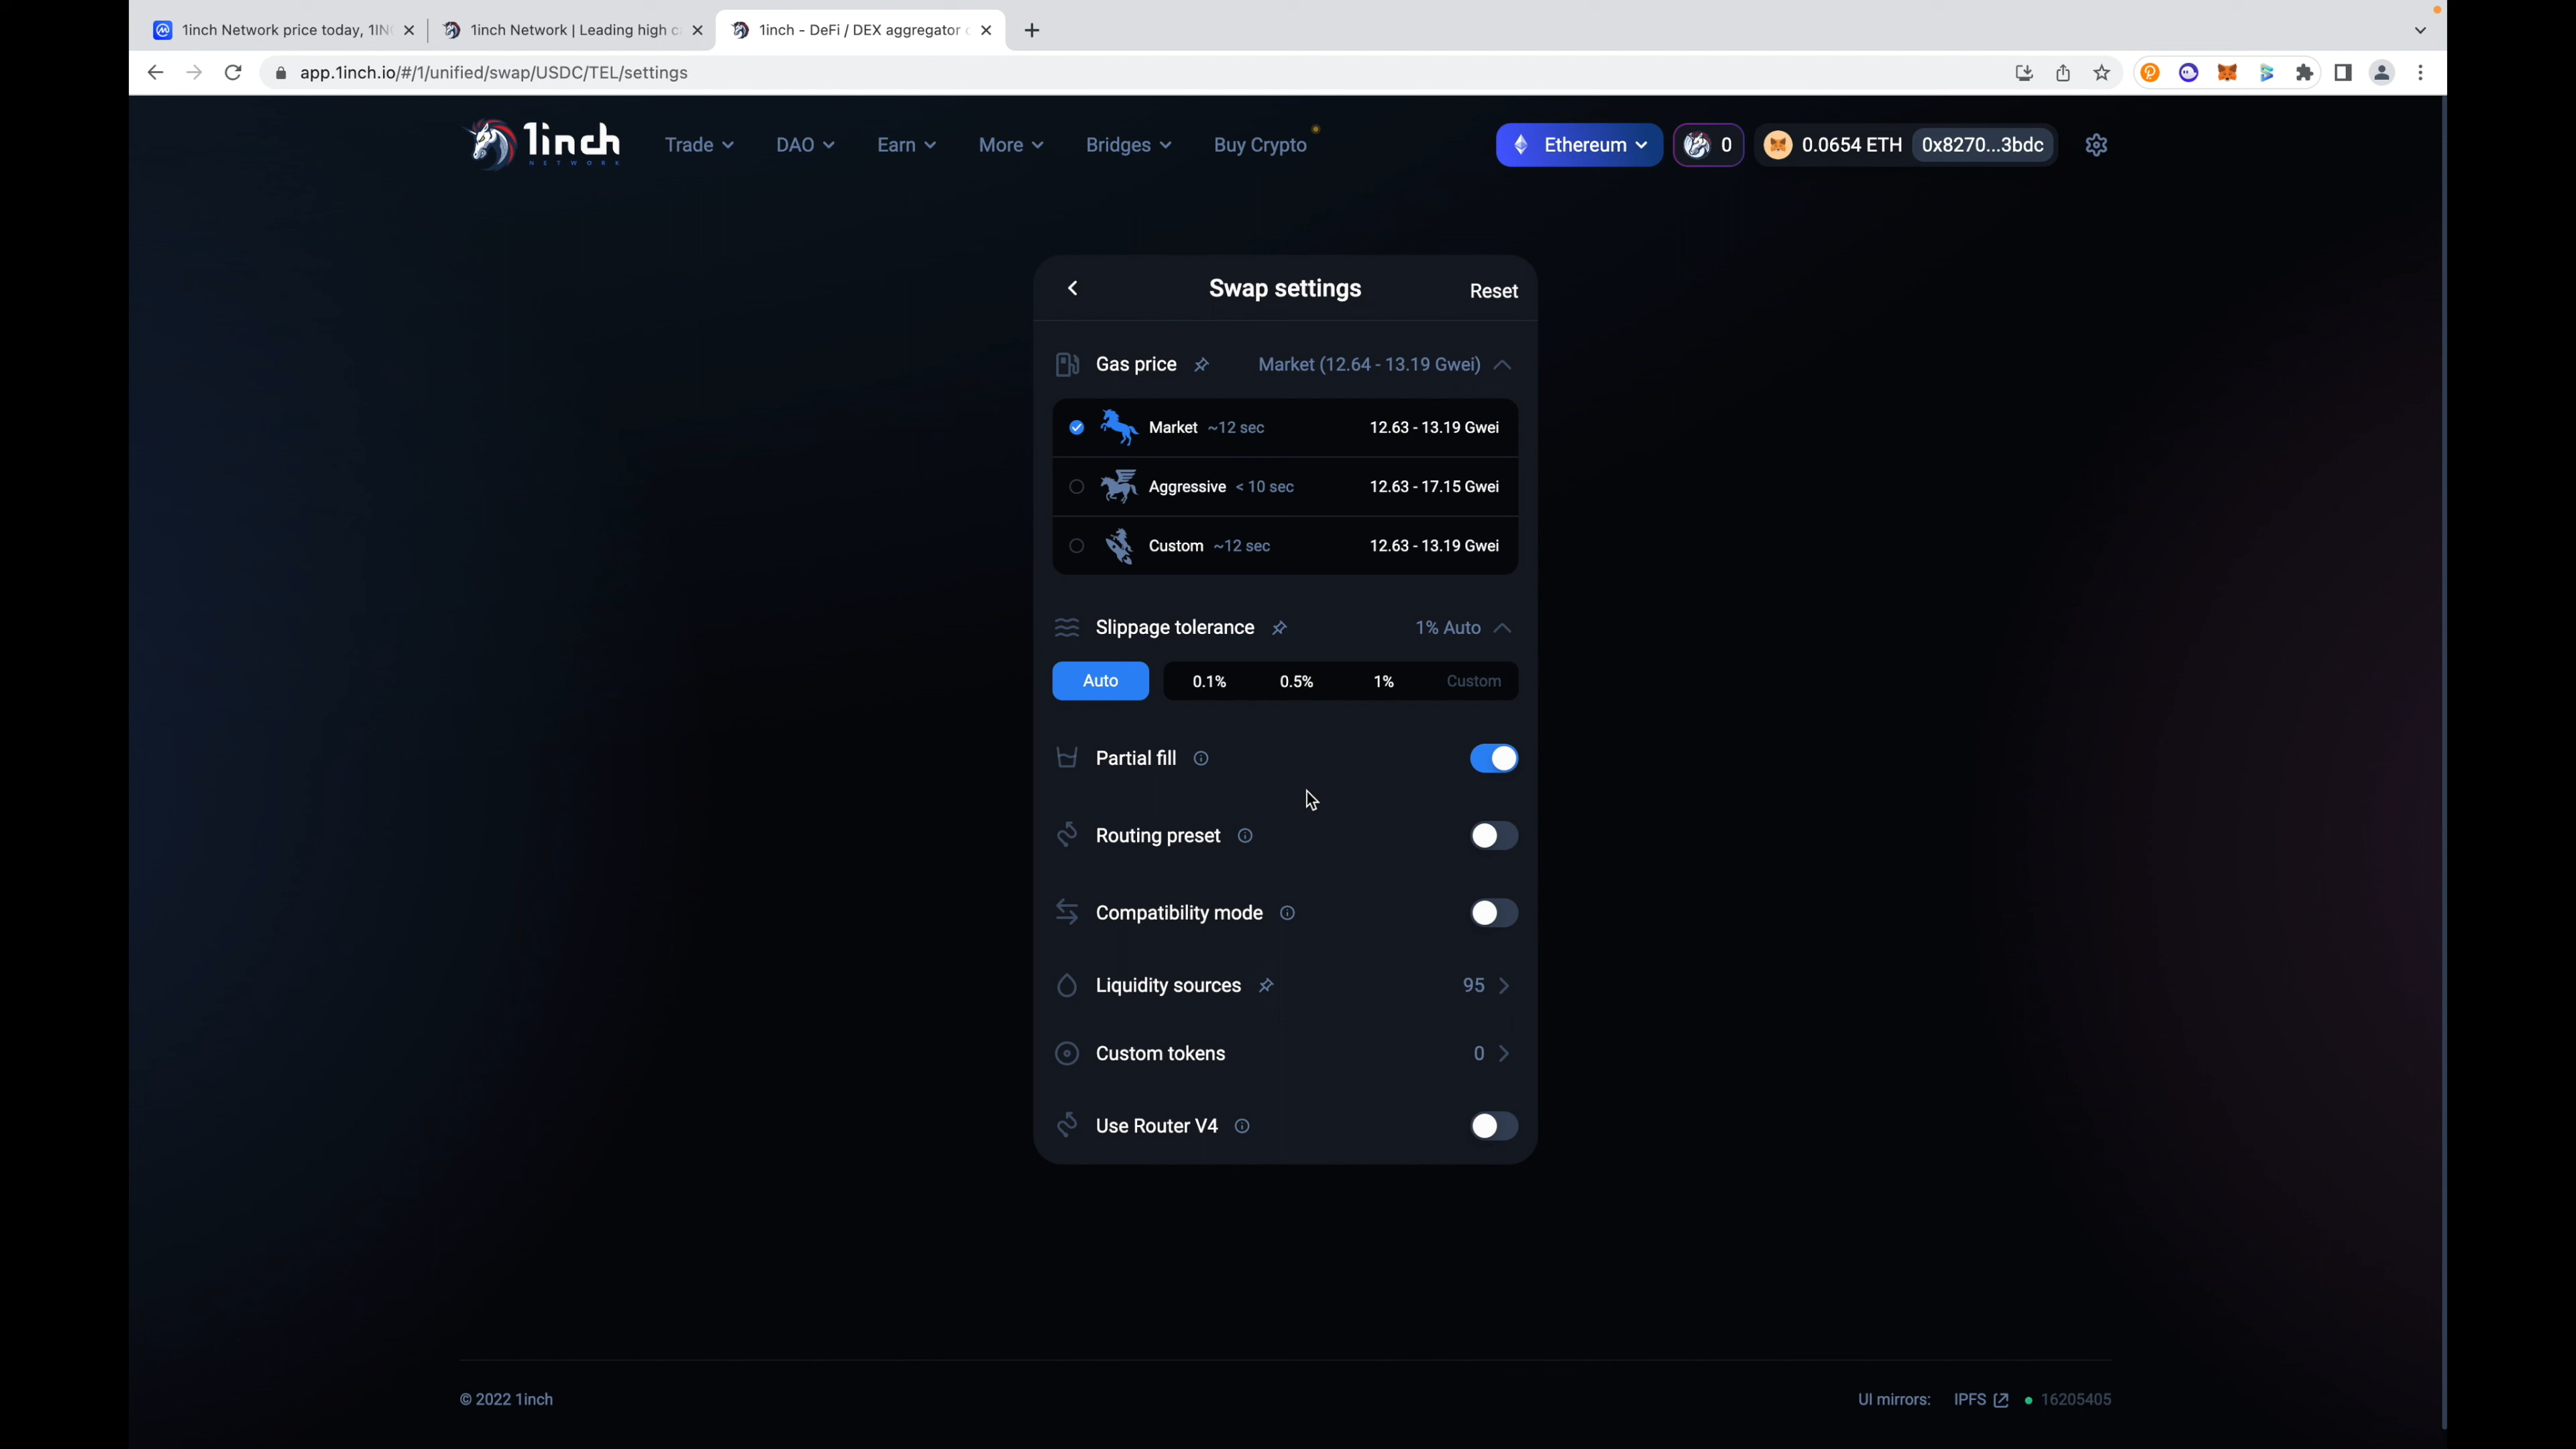 1inch Network price today, 1IN
1inch Network | Leading high c
1inch - DeFi / DEX aggregator
app.1inch.io/#/1/unified/swap/USDC/TEL/settings
1inch
NETWORK
Trade
DAO
Earn
More
Bridges
Buy Crypto
Ethereum
0
0.0654 ETH
0x8270...3bdc
Swap settings
Reset
Gas price
Market (12.64 - 13.19 Gwei)
Market ~12 sec 12.63 - 13.19 Gwei
Aggressive < 10 sec 12.63 - 17.15 Gwei
Custom ~12 sec 12.63 - 13.19 Gwei
Slippage tolerance
1% Auto
Auto 0.1% 0.5% 1% Custom
Partial fill
Routing preset
Compatibility mode
Liquidity sources 95
Custom tokens 0
Use Router V4
© 2022 1inch
UI mirrors: IPFS 16205405